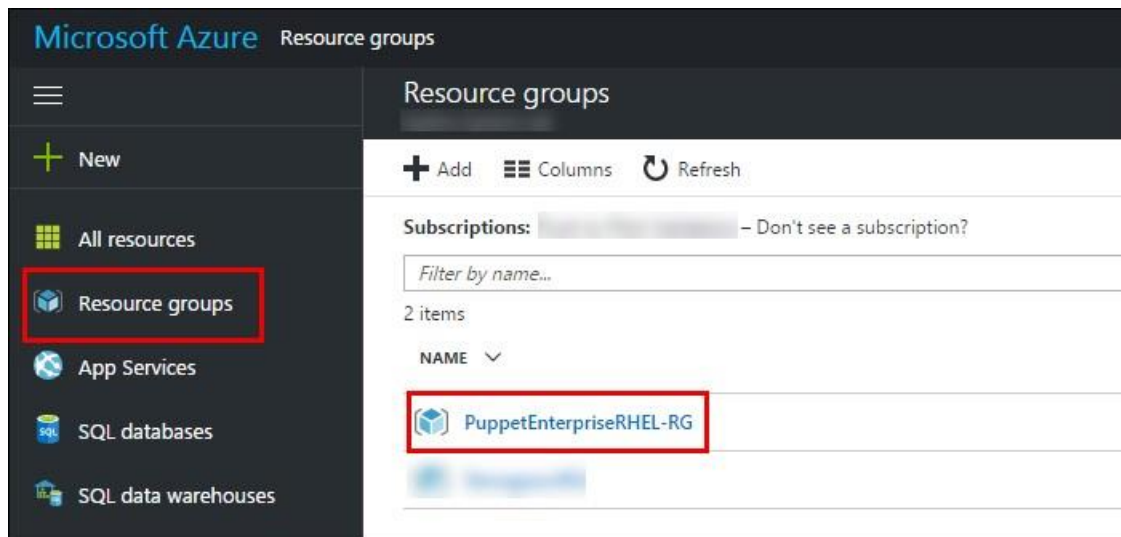 Microsoft Azure Resource groups
Resource groups
New
Add Columns Refresh
All resources
Resource groups
App Services
SQL databases
SQL data warehouses
Subscriptions: – Don't see a subscription?
Filter by name...
2 items
NAME
PuppetEnterpriseRHEL-RG